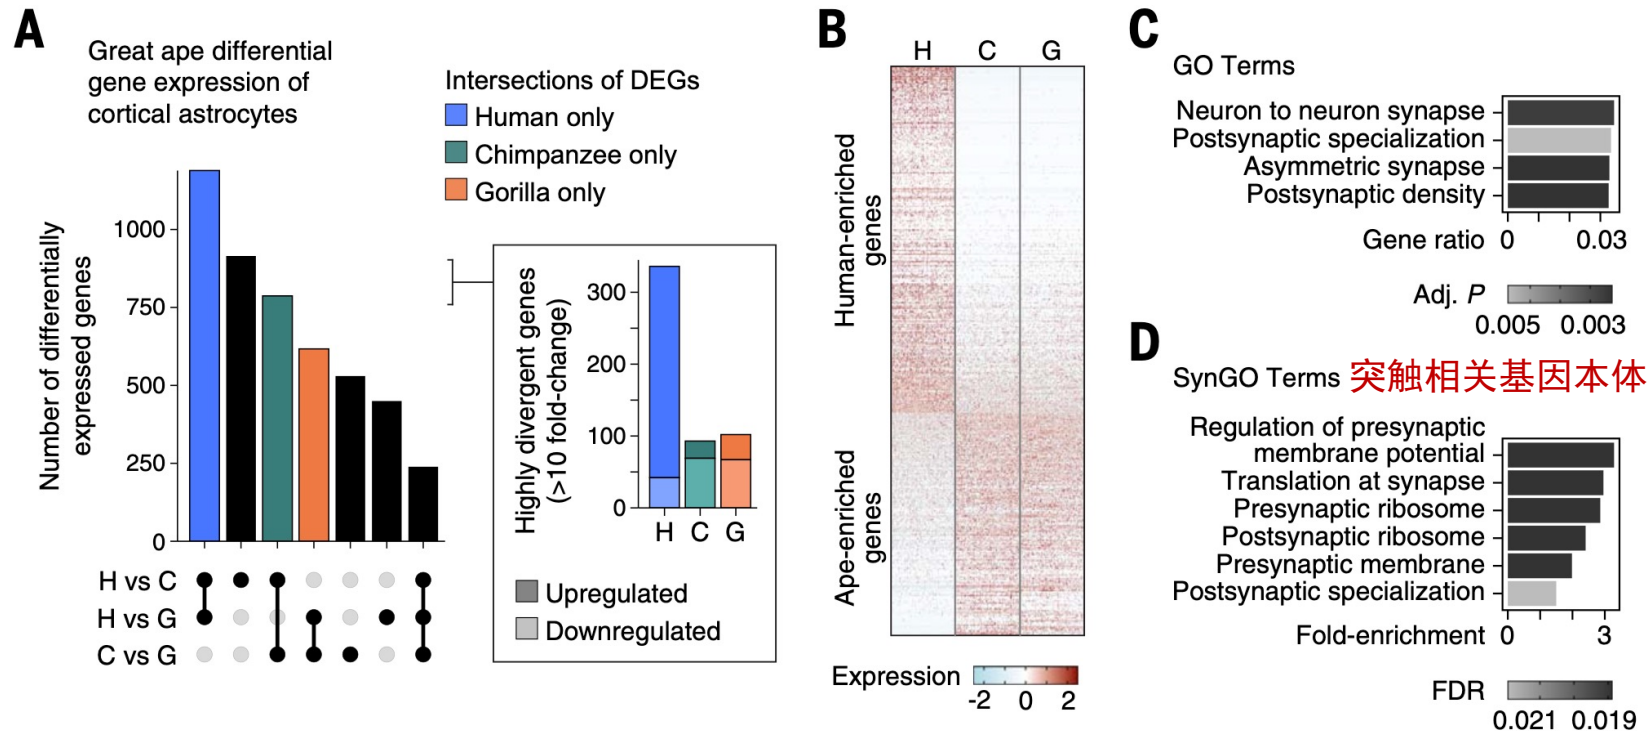 A
Great ape differential
gene expression of
cortical astrocytes
Intersections of DEGs
Human only
Chimpanzee only
Gorilla only
Number of differentially
expressed genes
1000
750
500
250
0
H vs C
H vs G
C vs G
Highly divergent genes
(>10 fold-change)
300
200
100
0
H C G
Upregulated
Downregulated
B
H C G
Human-enriched
genes
Ape-enriched
genes
Expression
-2 0 2
C
GO Terms
Neuron to neuron synapse
Postsynaptic specialization
Asymmetric synapse
Postsynaptic density
Gene ratio 0 0.03
Adj. P
0.005 0.003
D
SynGO Terms 突触相关基因本体
Regulation of presynaptic
membrane potential
Translation at synapse
Presynaptic ribosome
Postsynaptic ribosome
Presynaptic membrane
Postsynaptic specialization
Fold-enrichment 0 3
FDR
0.021 0.019